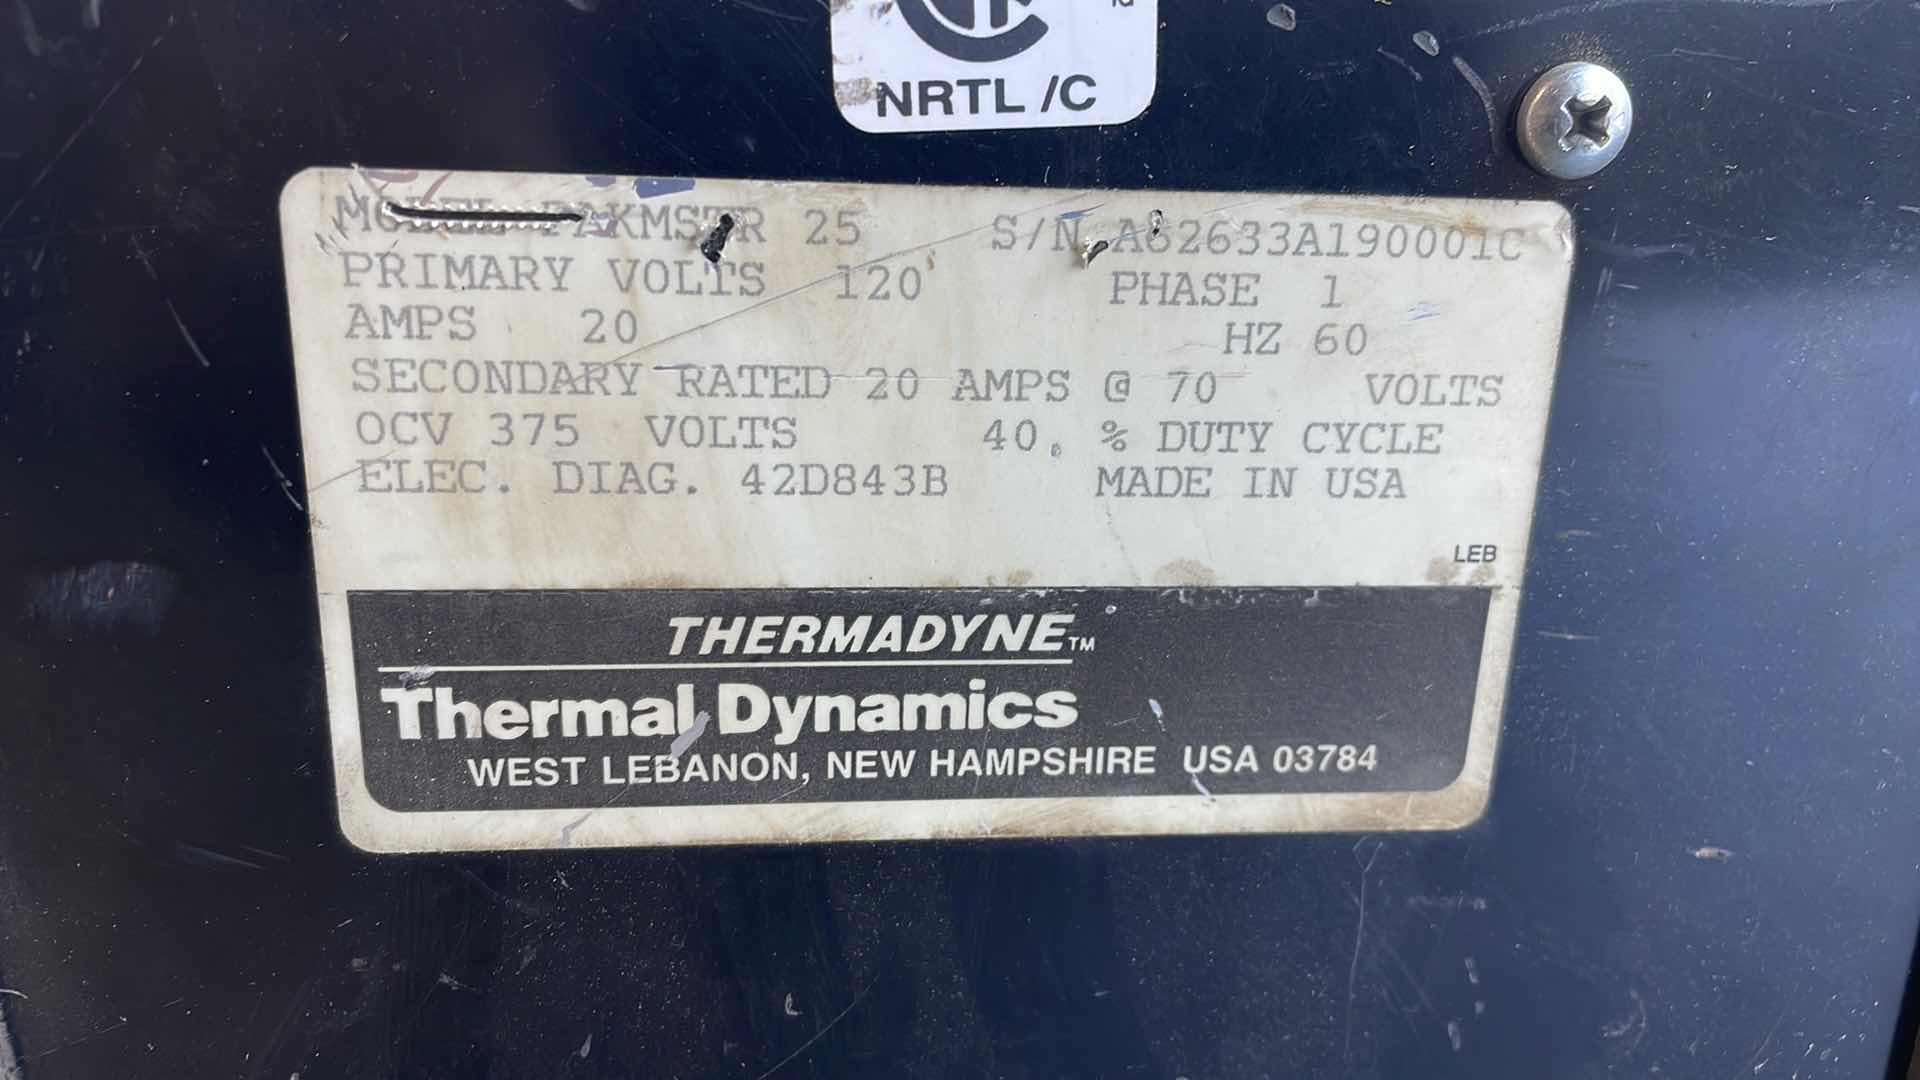 NRTL /C
MODEL PAKMSTR 25 S/N A62633A190001C
PRIMARY VOLTS 120 PHASE 1
AMPS 20 HZ 60
SECONDARY RATED 20 AMPS @ 70 VOLTS
OCV 375 VOLTS 40. % DUTY CYCLE
ELEC. DIAG. 42D843B MADE IN USA
LEB
THERMADYNE™
Thermal Dynamics
WEST LEBANON, NEW HAMPSHIRE USA 03784